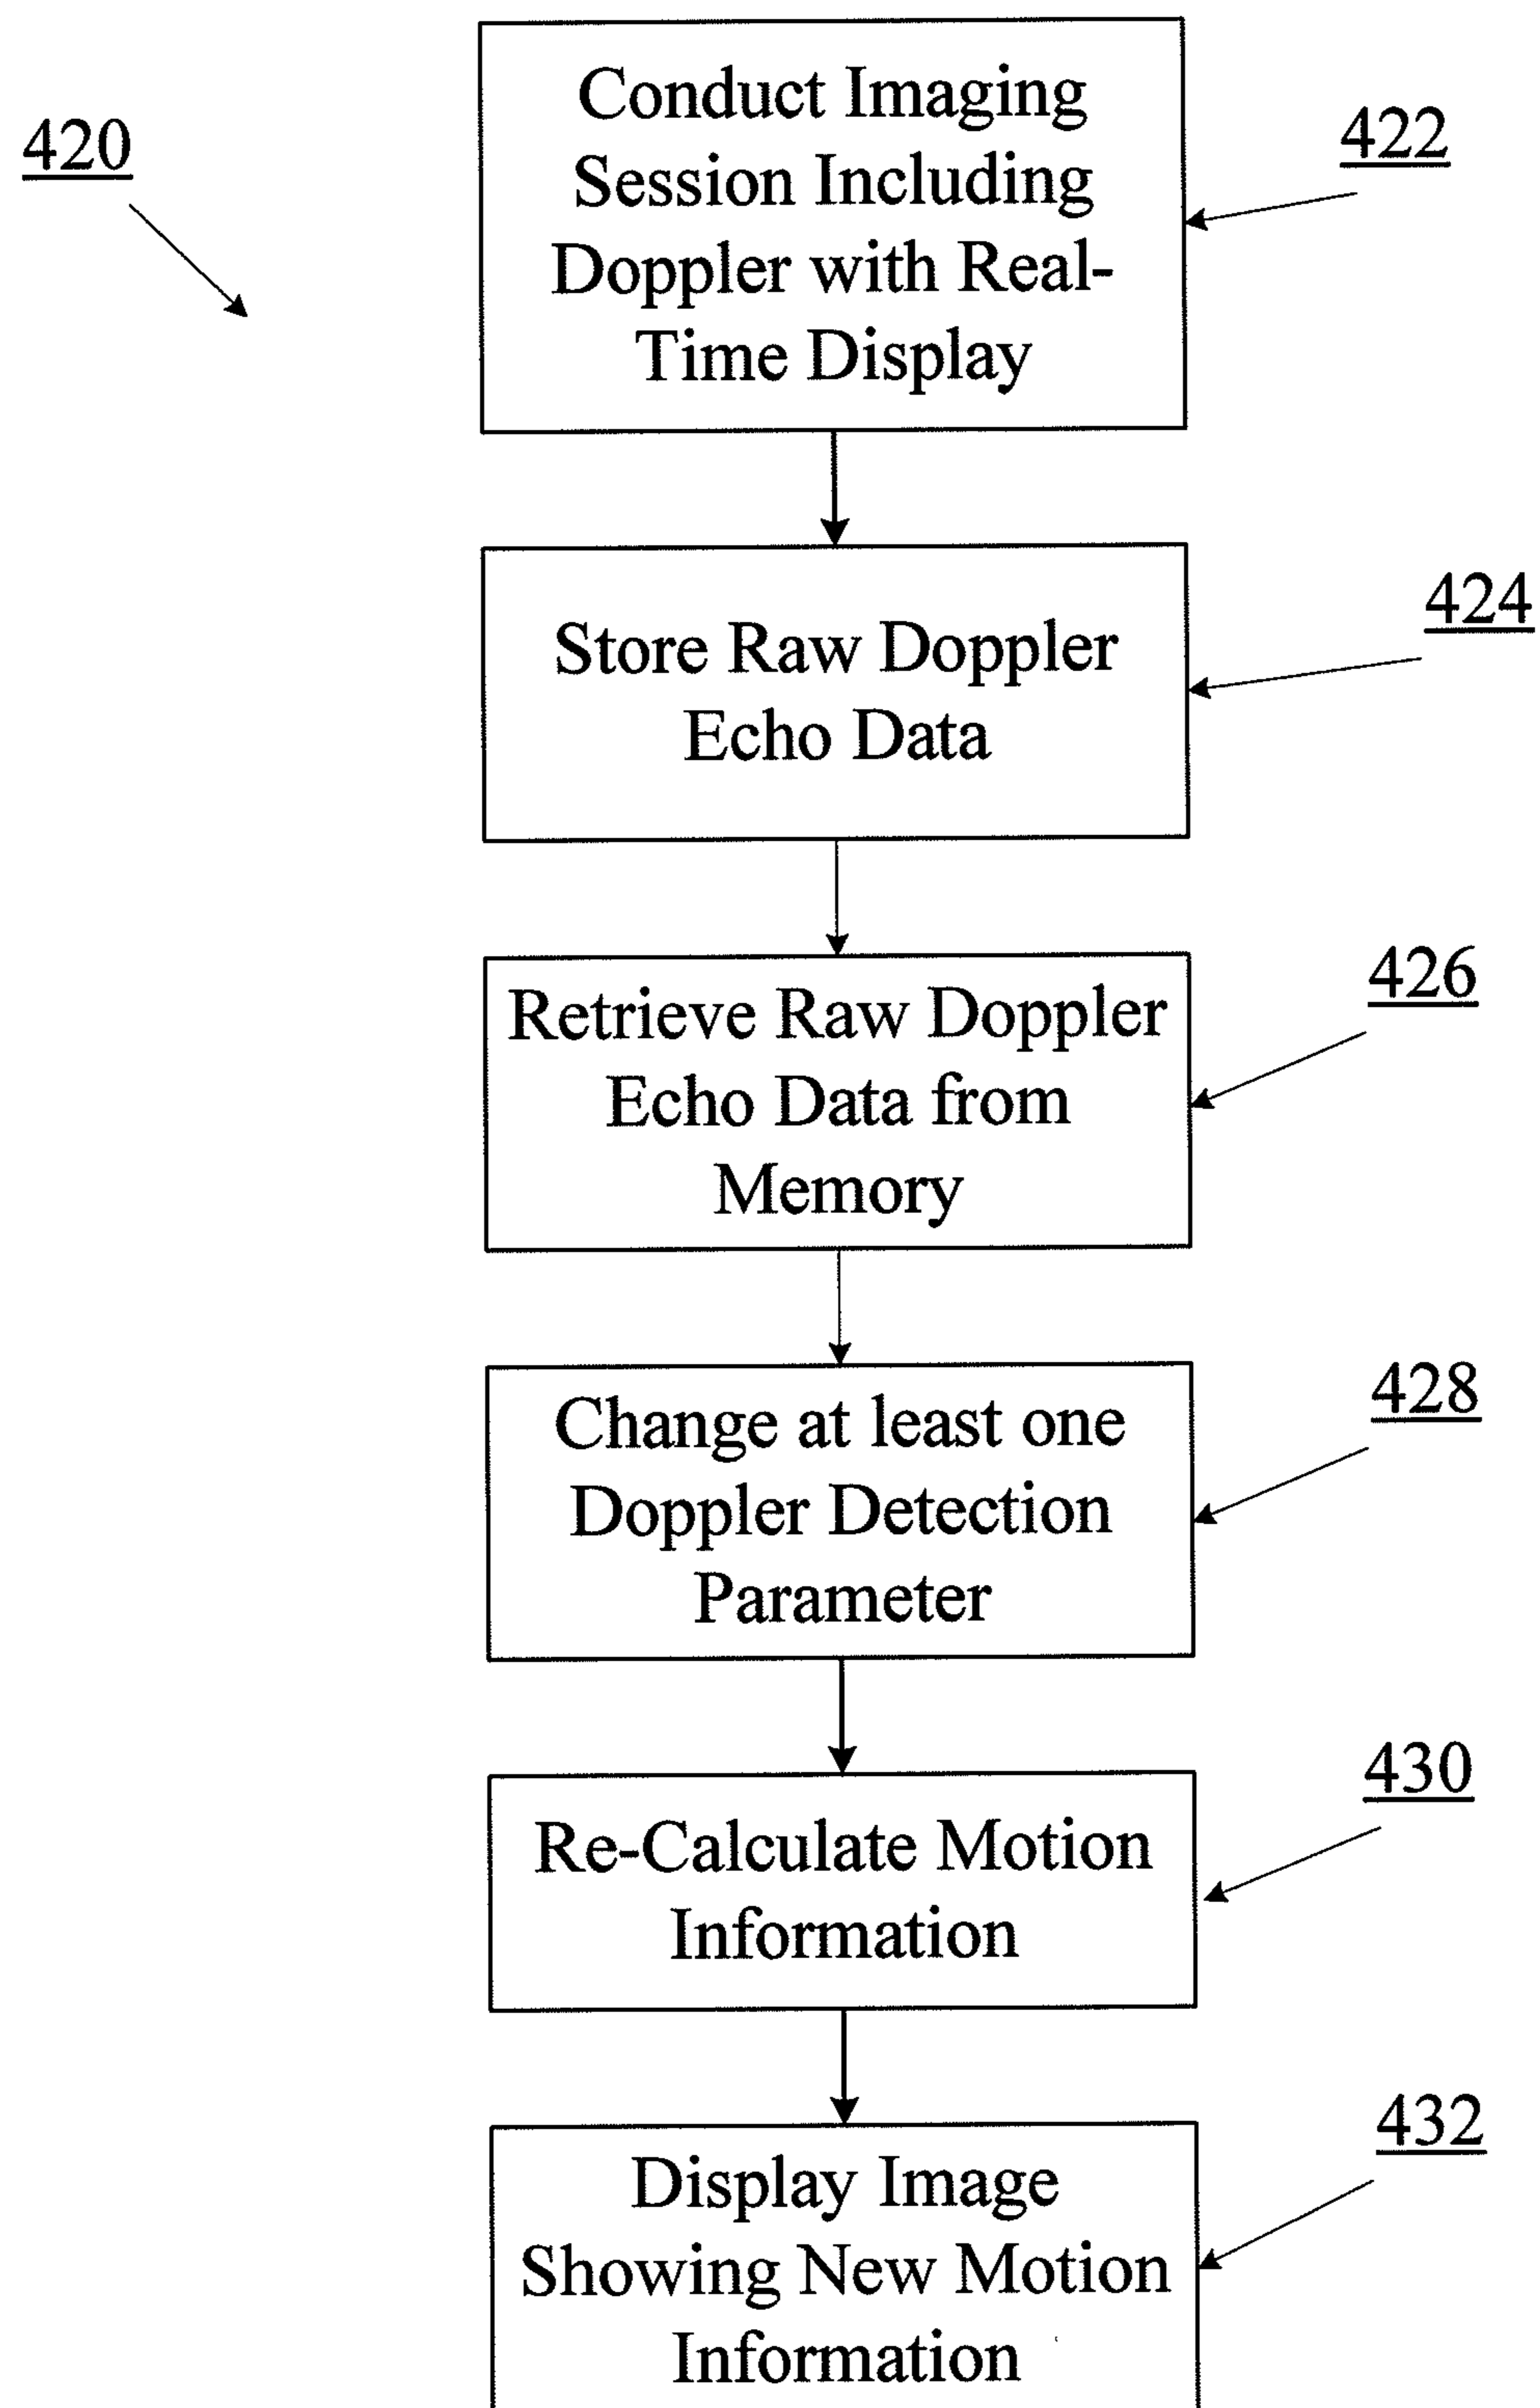 420
Conduct Imaging
Session Including
Doppler with Real-
Time Display
422
Store Raw Doppler
Echo Data
424
Retrieve Raw Doppler
Echo Data from
Memory
426
Change at least one
Doppler Detection
Parameter
428
Re-Calculate Motion
Information
430
Display Image
Showing New Motion
Information
432